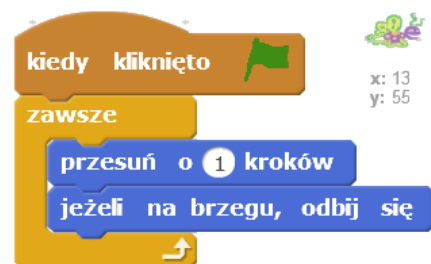 kiedy kliknięto
x: 13
y: 55
zawsze
przesuń o 1 kroków
jeżeli na brzegu, odbij się